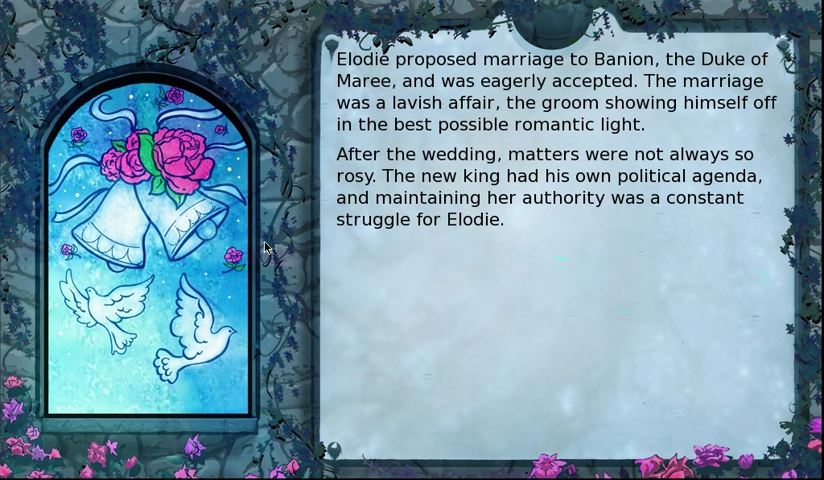 Elodie proposed marriage to Banion, the Duke of
Maree, and was eagerly accepted. The marriage
was a lavish affair, the groom showing himself off
in the best possible romantic light.
After the wedding, matters were not always so
rosy. The new king had his own political agenda,
and maintaining her authority was a constant
struggle for Elodie.